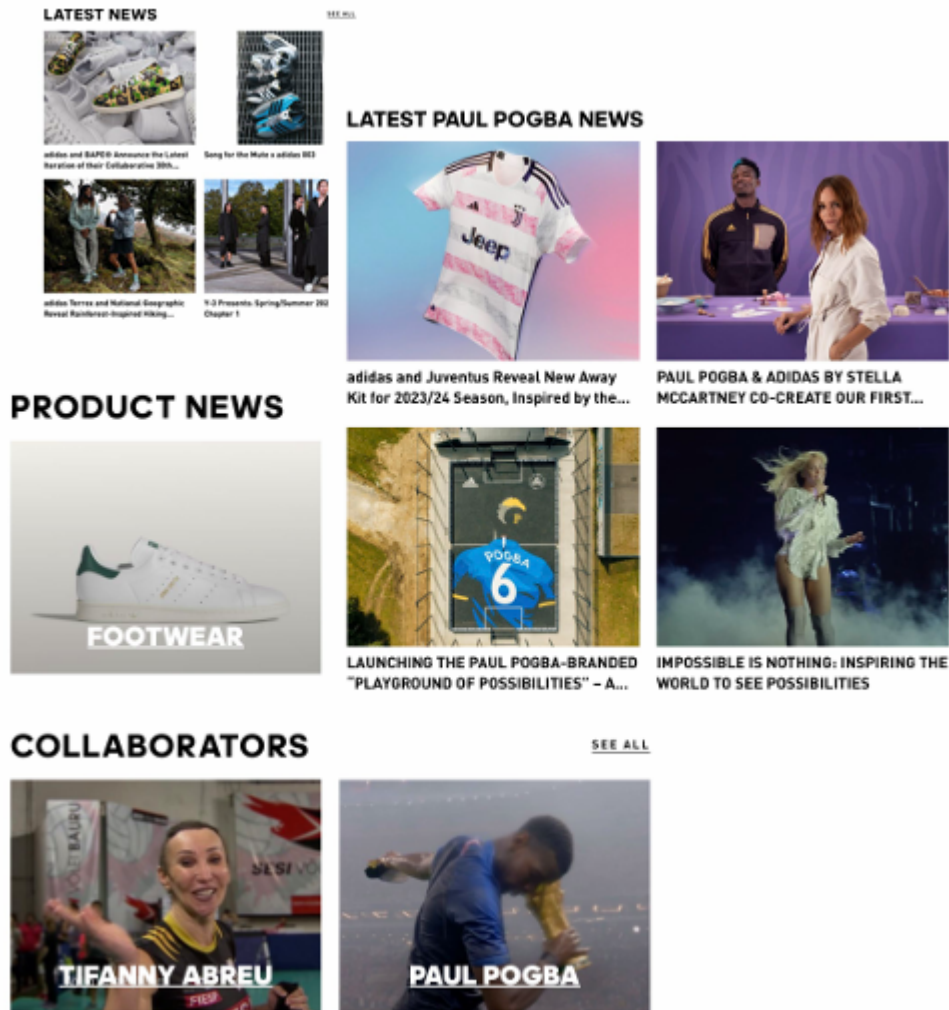 LATEST NEWS
SEE ALL
adidas and BAPE® Announce the Latest
Iteration of their Collaborative 30th...
Song for the Mute x adidas 003
adidas Terrex and National Geographic
Reveal Rainforest-Inspired Hiking...
Y-3 Presents: Spring/Summer 202
Chapter 1
LATEST PAUL POGBA NEWS
Jeep
adidas and Juventus Reveal New Away
Kit for 2023/24 Season, Inspired by the...
PAUL POGBA & ADIDAS BY STELLA
MCCARTNEY CO-CREATE OUR FIRST...
POGBA
6
LAUNCHING THE PAUL POGBA-BRANDED
"PLAYGROUND OF POSSIBILITIES" – A...
IMPOSSIBLE IS NOTHING: INSPIRING THE
WORLD TO SEE POSSIBILITIES
PRODUCT NEWS
FOOTWEAR
COLLABORATORS
SEE ALL
VÔLEI BAURU
SESI VÔ
TIFANNY ABREU
PAUL POGBA